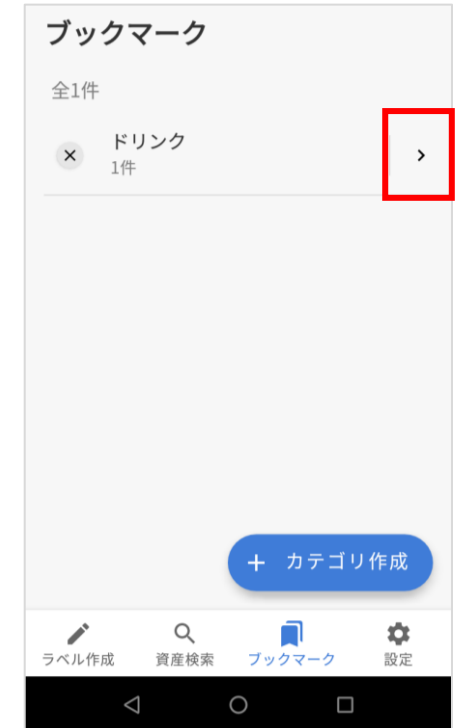 ブックマーク
全1件
ドリンク
1件
+ カテゴリ作成
ラベル作成 資産検索 ブックマーク 設定